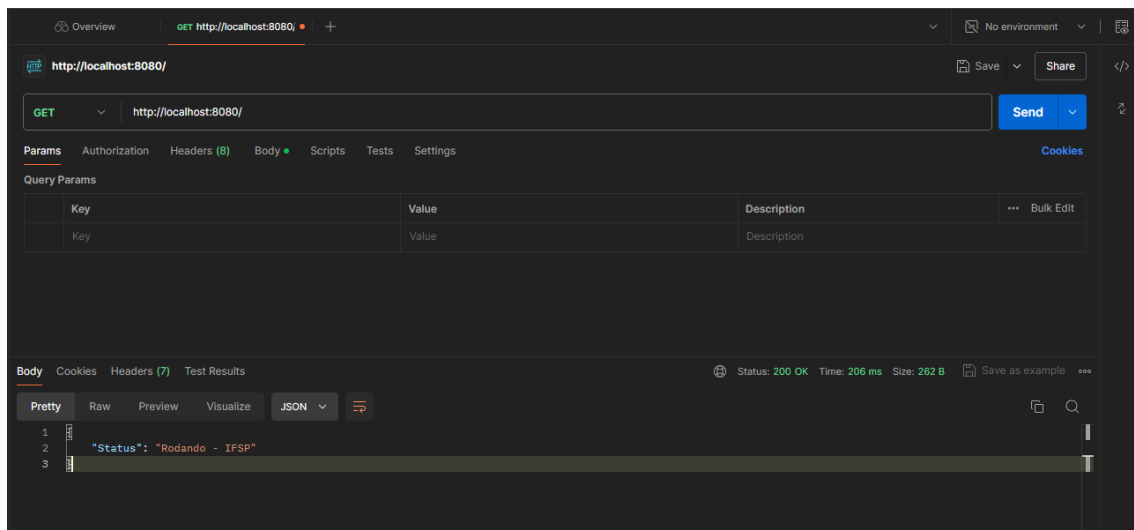 Overview GET http://localhost:8080/ No environment
HTTP http://localhost:8080/ Save Share
GET http://localhost:8080/ Send
Params Authorization Headers (8) Body Scripts Tests Settings Cookies
Query Params
Key Value Description Bulk Edit
Key Value Description
Body Cookies Headers (7) Test Results Status: 200 OK Time: 206 ms Size: 262 B Save as example
Pretty Raw Preview Visualize JSON
1 {
2 "Status": "Rodando - IFSP"
3 }